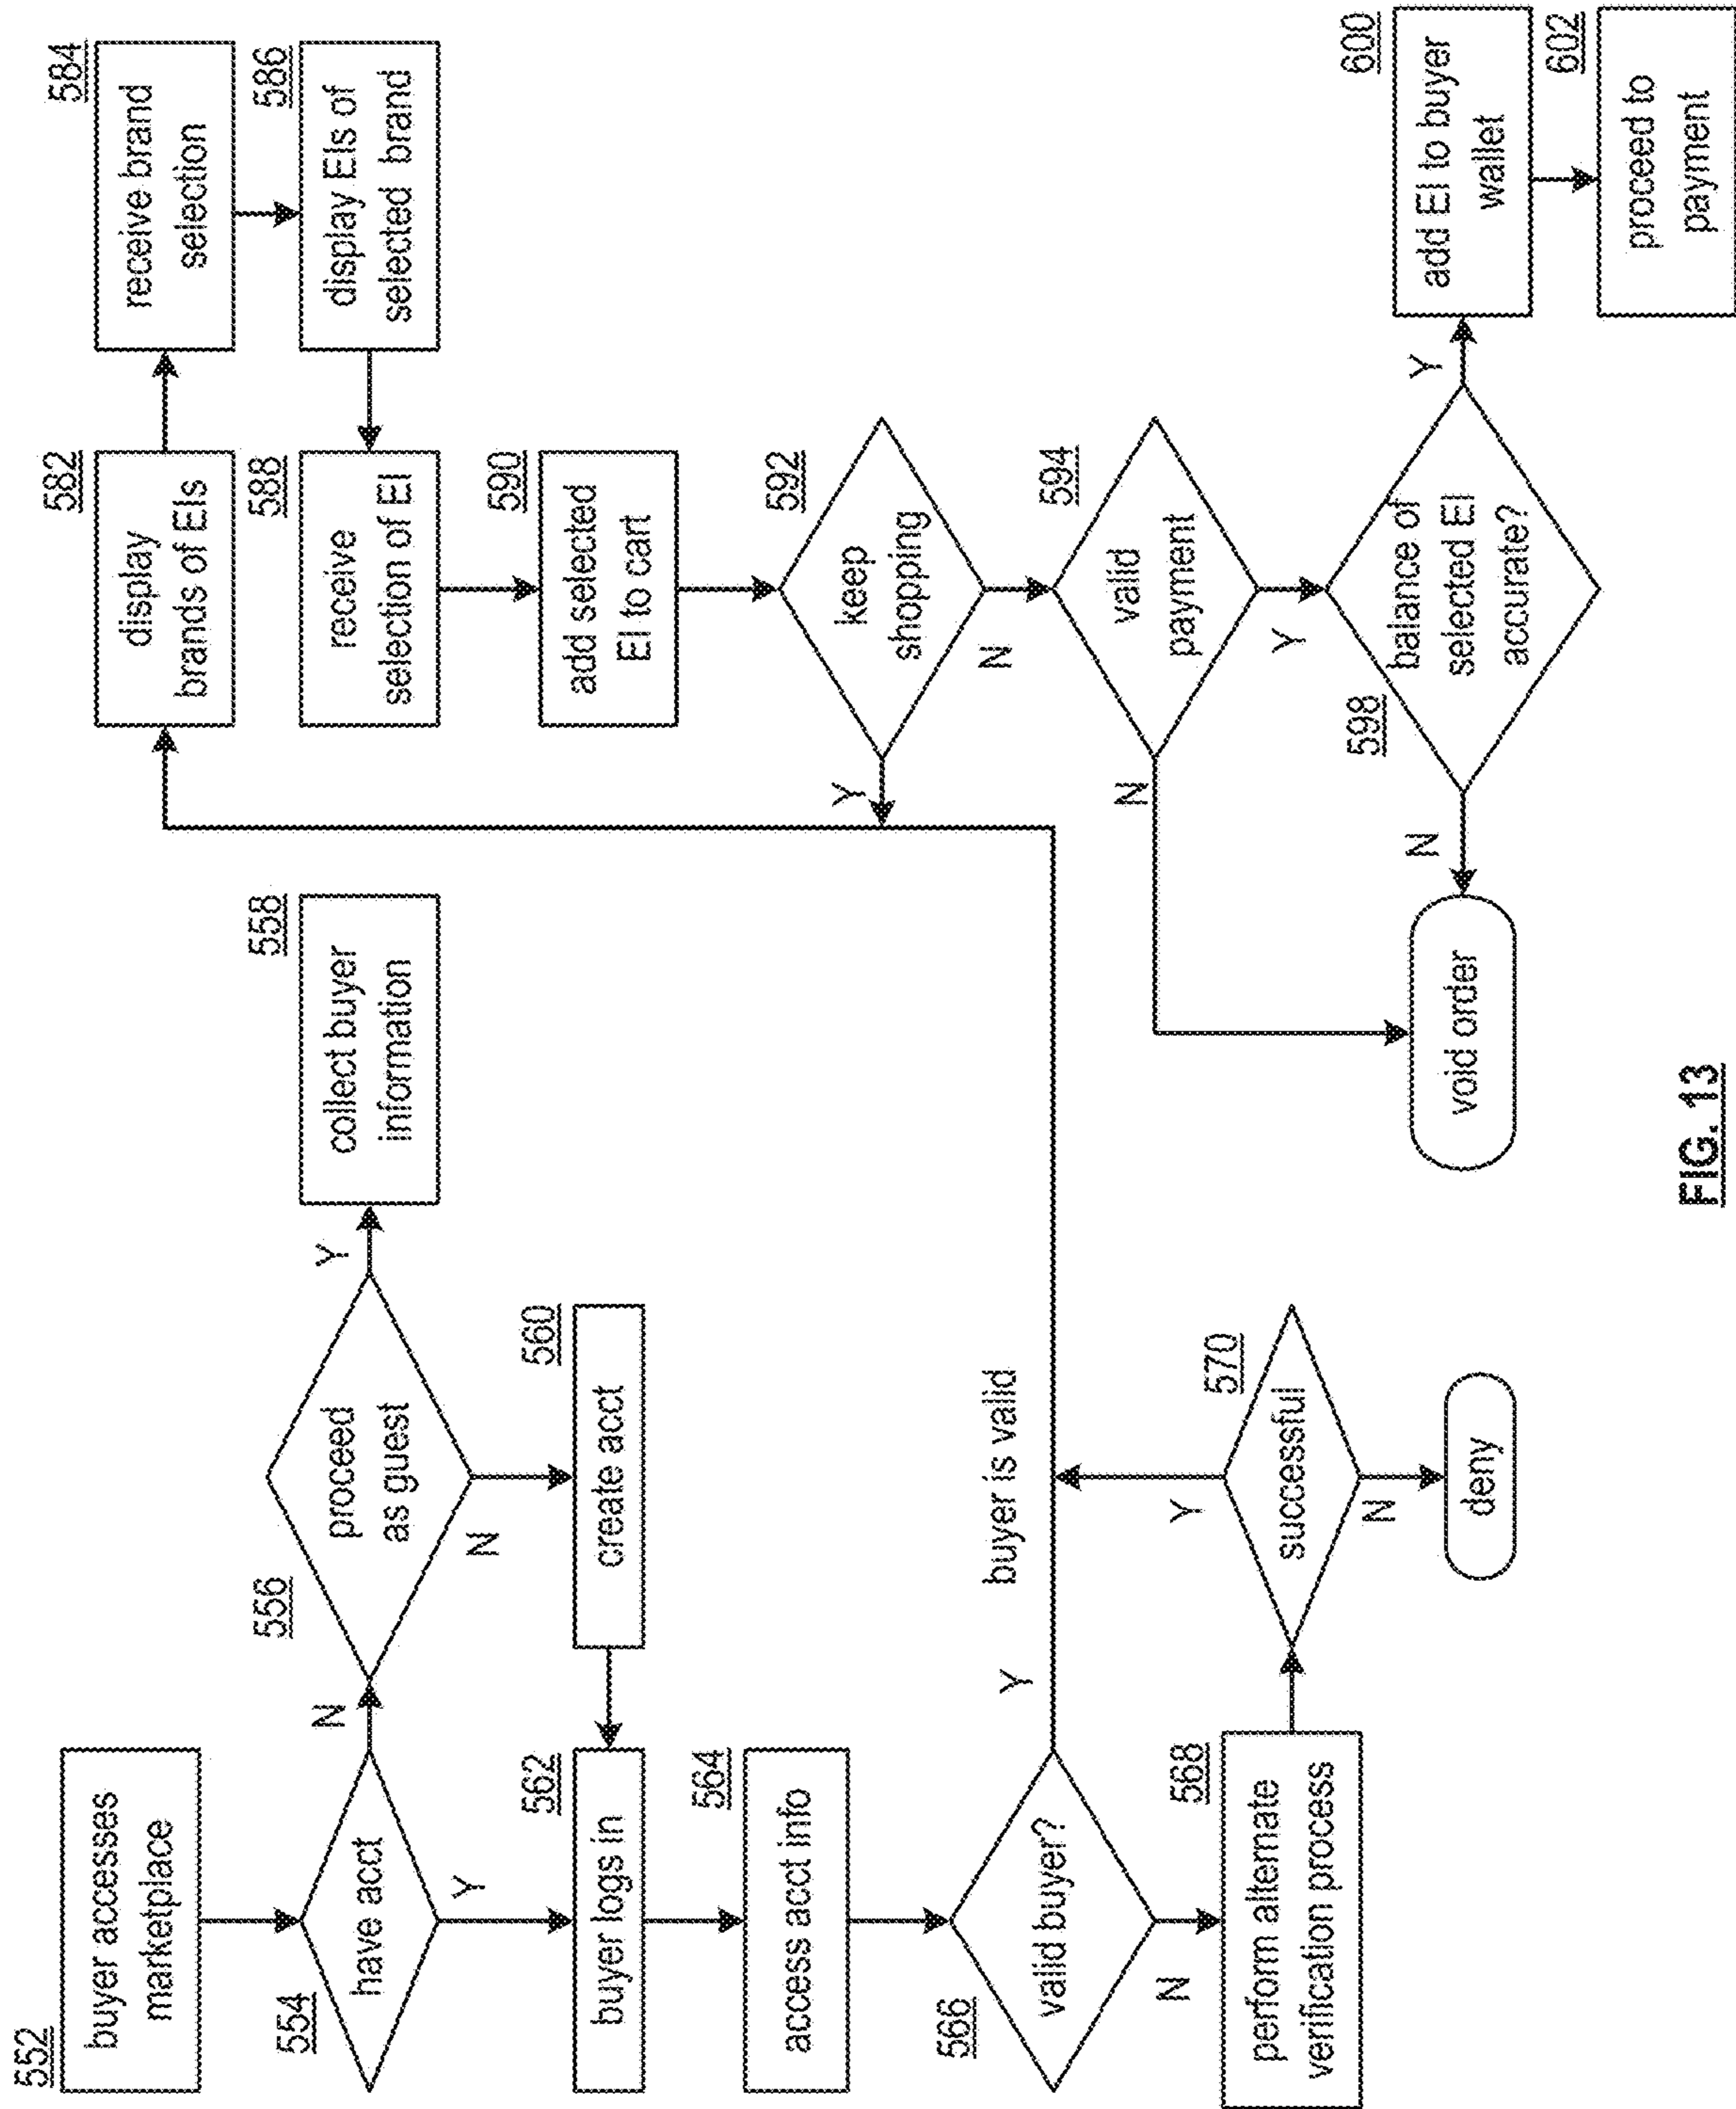 552
buyer accesses
marketplace
554
have acct
N
Y
556
proceed
as guest
Y
N
558
collect buyer
information
560
create acct
562
buyer logs in
564
access acct info
566
valid buyer?
Y
N
buyer is valid
568
perform alternate
verification process
570
successful
Y
N
deny
582
display
brands of EIs
584
receive brand
selection
586
display EIs of
selected brand
588
receive
selection of EI
590
add selected
EI to cart
592
keep
shopping
Y
N
594
valid
payment
N
Y
598
balance of
selected EI
accurate?
N
Y
void order
600
add EI to buyer
wallet
602
proceed to
payment
FIG. 13